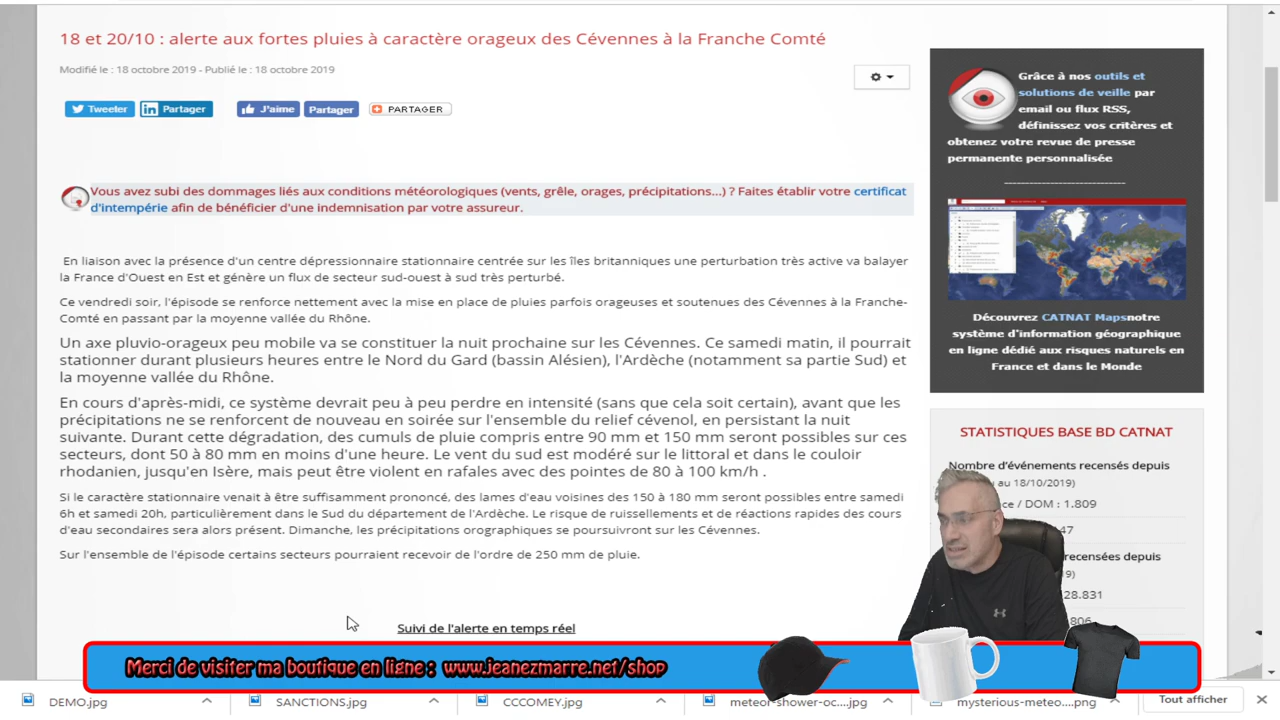 18 et 20/10 : alerte aux fortes pluies à caractère orageux des Cévennes à la Franche Comté
Modifié le : 18 octobre 2019 - Publié le : 18 octobre 2019
Tweeter
Partager
J'aime
Partager
PARTAGER
Vous avez subi des dommages liés aux conditions météorologiques (vents, grêle, orages, précipitations...) ? Faites établir votre certificat
d'intempérie afin de bénéficier d'une indemnisation par votre assureur.
En liaison avec la présence d'un système dépressionnaire stationnaire centrée sur les îles britanniques une perturbation très active va balayer
la France d'Ouest en Est et générer un flux de secteur sud-ouest à sud très perturbé.
Ce vendredi soir, l'épisode se renforce nettement avec la mise en place de pluies parfois orageuses et soutenues des Cévennes à la Franche-
Comté en passant par la moyenne vallée du Rhône.
Un axe pluvio-orageux peu mobile va se constituer la nuit prochaine sur les Cévennes. Ce samedi matin, il pourrait
stationner durant plusieurs heures entre le Nord du Gard (bassin Alésien), l'Ardèche (notamment sa partie Sud) et
la moyenne vallée du Rhône.
En cours d'après-midi, ce système devrait peu à peu perdre en intensité (sans que cela soit certain), avant que les
précipitations ne se renforcent de nouveau en soirée sur l'ensemble du relief cévenol, en persistant la nuit
suivante. Durant cette dégradation, des cumuls de pluie compris entre 90 mm et 150 mm seront possibles sur ces
secteurs, dont 50 à 80 mm en moins d'une heure. Le vent du sud est modéré sur le littoral et dans le couloir
rhodanien, jusqu'en Isère, mais peut être violent en rafales avec des pointes de 80 à 100 km/h .
Si le caractère stationnaire venait à être suffisamment prononcé, des lames d'eau voisines des 150 à 180 mm seront possibles entre samedi
6h et samedi 20h, particulièrement dans le Sud du département de l'Ardèche. Le risque de ruissellements et de réactions rapides des cours
d'eau secondaires sera alors présent. Dimanche, les précipitations orographiques se poursuivront sur les Cévennes.
Sur l'ensemble de l'épisode certains secteurs pourraient recevoir de l'ordre de 250 mm de pluie.
Suivi de l'alerte en temps réel
Grâce à nos outils et
solutions de veille par
email ou flux RSS,
définissez vos critères et
obtenez votre revue de presse
permanente personnalisée
Découvrez CATNAT Mapsnotre
système d'information géographique
en ligne dédié aux risques naturels en
France et dans le Monde
STATISTIQUES BASE BD CATNAT
Nombre d'événements recensés depuis
au 18/10/2019)
/ DOM : 1.809
47
recensées depuis
19)
28.831
806
Merci de visiter ma boutique en ligne : www.jeanezmarre.net/shop
DEMO.jpg
SANCTIONS.jpg
CCCOMEY.jpg
meteor-shower-oc....jpg
mysterious-meteo....png
Tout afficher